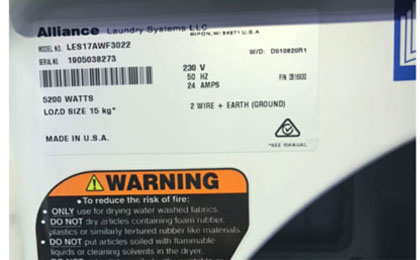 Alliance Laundry Systems LLC
RIPON, WI 54971 U.S.A
MODEL NO. LES17AWF3022
W/D: D510820R1
SERIAL NO. 1905038273
230 V
50 HZ
24 AMPS
5200 WATTS
LOAD SIZE 15 kg*
2 WIRE + EARTH (GROUND)
MADE IN U.S.A.
*SEE MANUAL
WARNING
• To reduce the risk of fire:
• ONLY use for drying water washed fabrics.
• DO NOT dry articles containing foam rubber,
plastics or similarly textured rubber like materials.
• DO NOT put articles soiled with flammable
liquids or cleaning solvents in the dryer.